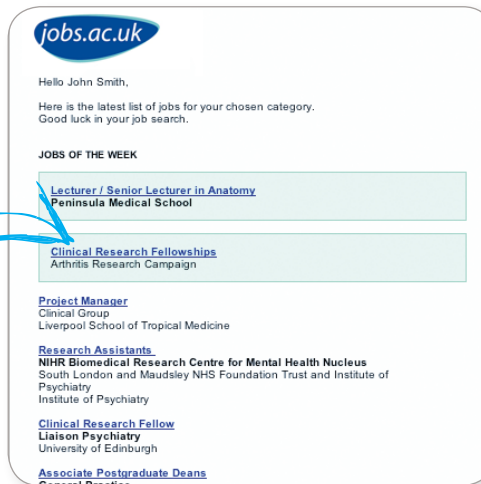 jobs.ac.uk
Hello John Smith,
Here is the latest list of jobs for your chosen category.
Good luck in your job search.
JOBS OF THE WEEK
Lecturer / Senior Lecturer in Anatomy
Peninsula Medical School
Clinical Research Fellowships
Arthritis Research Campaign
Project Manager
Clinical Group
Liverpool School of Tropical Medicine
Research Assistants
NIHR Biomedical Research Centre for Mental Health Nucleus
South London and Maudsley NHS Foundation Trust and Institute of
Psychiatry
Institute of Psychiatry
Clinical Research Fellow
Liaison Psychiatry
University of Edinburgh
Associate Postgraduate Deans
General Practice